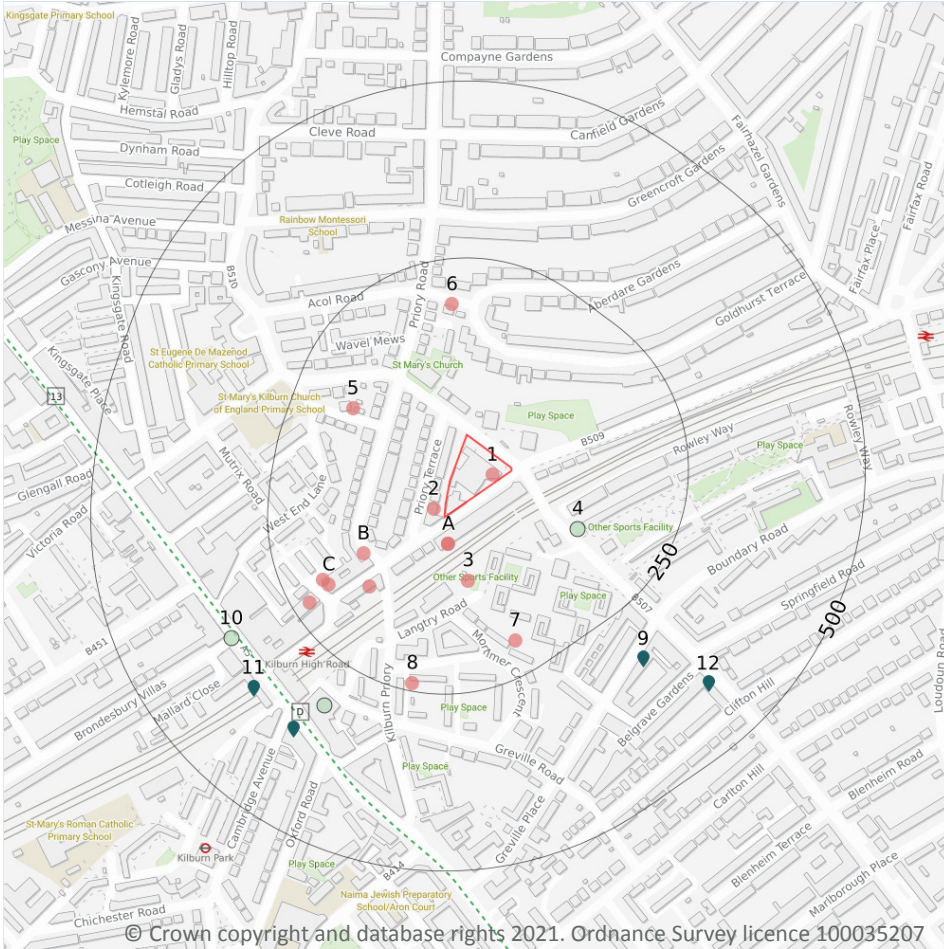 Kingsgate Primary School
Kylemore Road
Gladys Road
Hilltop Road
Compayne Gardens
Hemstal Road
Cleve Road
Canfield Gardens
Fairhazel Gardens
Play Space
Dynham Road
Greencroft Gardens
Cotleigh Road
Fairfax Road
Messina Avenue
Rainbow Montessori
School
Fairfax Place
Gascony Avenue
B510
Priory Road
6
Aberdare Gardens
Goldhurst Terrace
Kingsgate Road
Acol Road
Wavel Mews
St Eugene De Mazenod
Catholic Primary School
St Mary's Church
Kingsgate Place
5
13
St Mary's Kilburn Church
of England Primary School
Play Space
B509
Rowley Way
Rowley Way
Play Space
Priory Terrace
1
Glengall Road
Mutrix Road
West End Lane
2
4
Other Sports Facility
Victoria Road
A
B
250
Boundary Road
C
3
Other Sports Facility
Play Space
Springfield Road
B507
500
Langtry Road
10
B451
A5
7
Mortimer Crescent
9
12
11
Kilburn High Road
8
Brondesbury Villas
Mallard Close
Kilburn Priory
Belgrave Gardens
Clifton Hill
D
Play Space
London Road
Cambridge Avenue
Greville Road
Play Space
Carlton Hill
Blenheim Road
Oxford Road
Greville Place
St Mary's Roman Catholic
Primary School
Kilburn Park
Play Space
B414
Blenheim Terrace
Marlborough Place
Naima Jewish Preparatory
School/Aron Court
Chichester Road
© Crown copyright and database rights 2021. Ordnance Survey licence 100035207